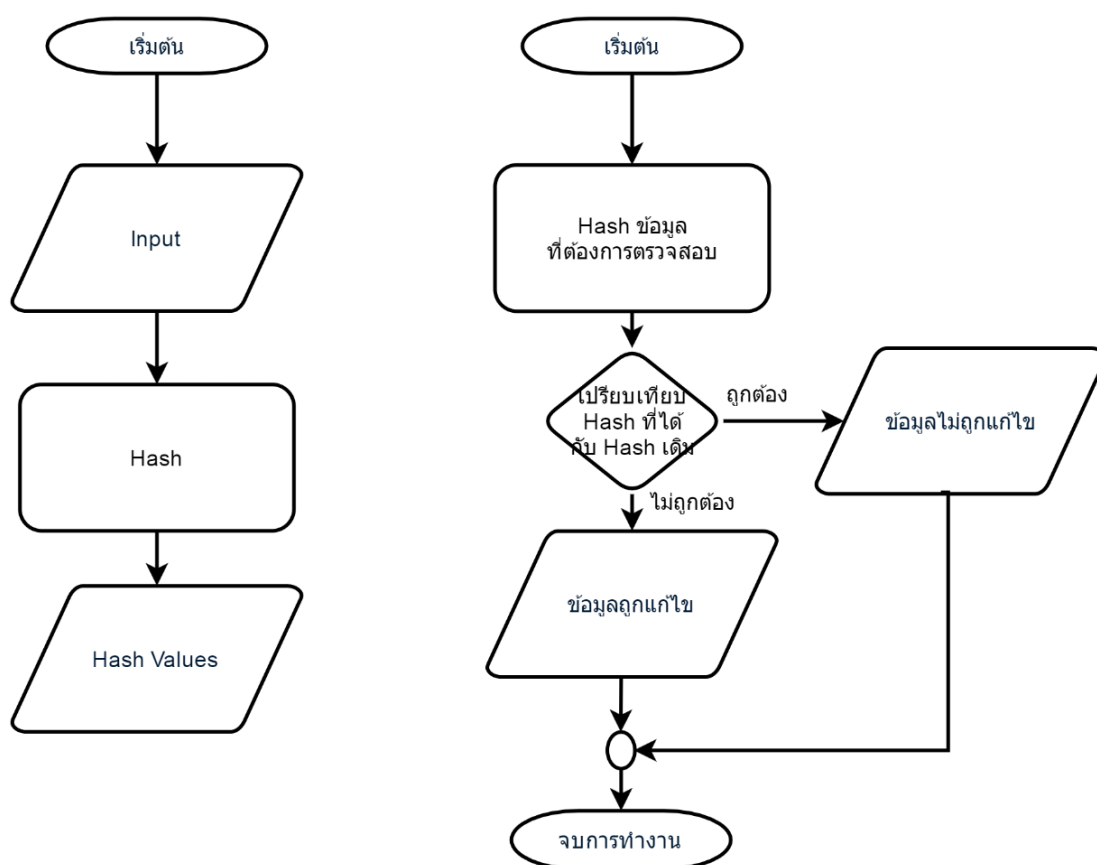 เริ่มต้น
Input
Hash
Hash Values
เริ่มต้น
Hash ข้อมูล
ที่ต้องการตรวจสอบ
เปรียบเทียบ
Hash ที่ได้
กับ Hash เดิม
ถูกต้อง
ข้อมูลไม่ถูกแก้ไข
ไม่ถูกต้อง
ข้อมูลถูกแก้ไข
จบการทำงาน